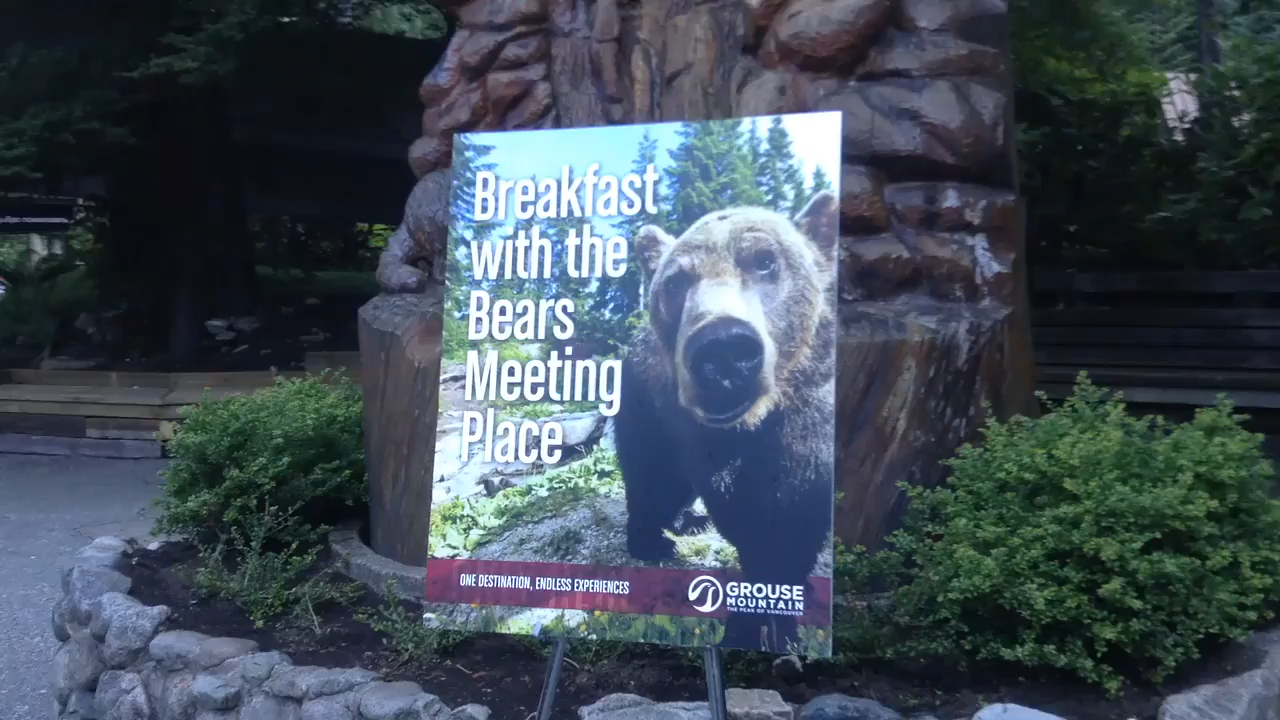 Breakfast
with the
Bears
Meeting
Place
ONE DESTINATION, ENDLESS EXPERIENCES
GROUSE
MOUNTAIN
THE PEAK OF VANCOUVER